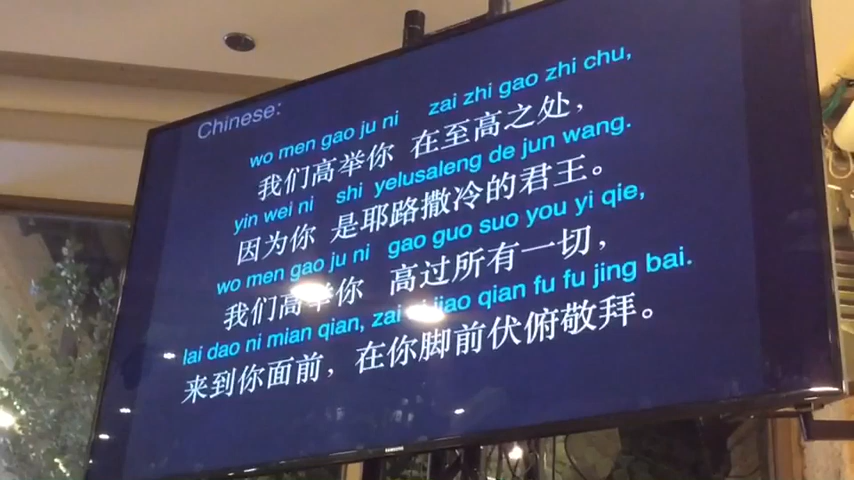 Chinese:
wo men gao ju ni zai zhi gao zhi chu,
我们高举你 在至高之处，
yin wei ni shi yelusaleng de jun wang.
因为你 是耶路撒冷的君王。
wo men gao ju ni gao guo suo you yi qie,
我们高举你 高过所有一切，
lai dao ni mian qian, zai ni jiao qian fu fu jing bai.
来到你面前，在你脚前伏俯敬拜。
SAMSUNG